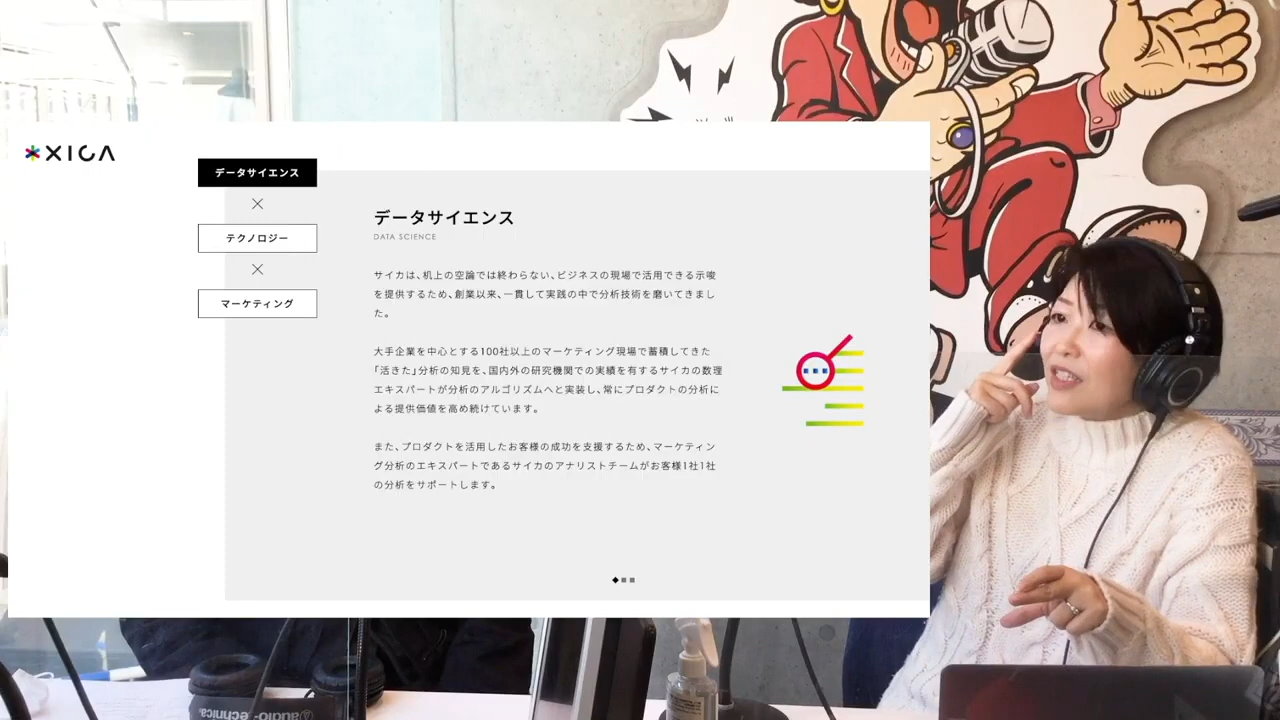 XICA
データサイエンス
×
テクノロジー
×
マーケティング
データサイエンス
DATA SCIENCE
サイカは、机上の空論では終わらない、ビジネスの現場で活用できる示唆
を提供するため、創業以来、一貫して実践の中で分析技術を磨いてきまし
た。
大手企業を中心とする100社以上のマーケティング現場で蓄積してきた
「活きた」分析の知見を、国内外の研究機関での実績を有するサイカの数理
エキスパートが分析のアルゴリズムへと実装し、常にプロダクトの分析に
よる提供価値を高め続けています。
また、プロダクトを活用したお客様の成功を支援するため、マーケティン
グ分析のエキスパートであるサイカのアナリストチームがお客様1社1社
の分析をサポートします。
audio-technica